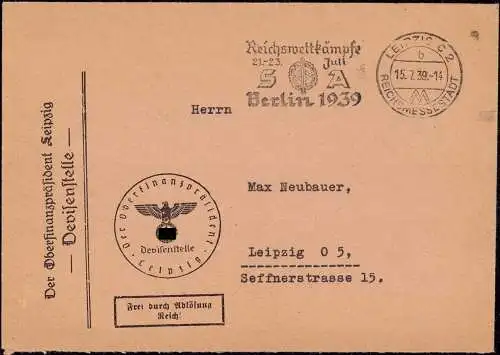 Der Oberfinanzpräsident Leipzig
— Devisenstelle —
Reichswettkämpfe
21.-23. Juli
S A
Berlin 1939
LEIPZIG C 2
b
15.7.39.-14
REICHSMESSESTADT
Herrn
Max Neubauer,
Leipzig O 5,
Seffnerstrasse 15.
Der Oberfinanzpräsident
Devisenstelle
Leipzig
Frei durch Ablösung
Reich